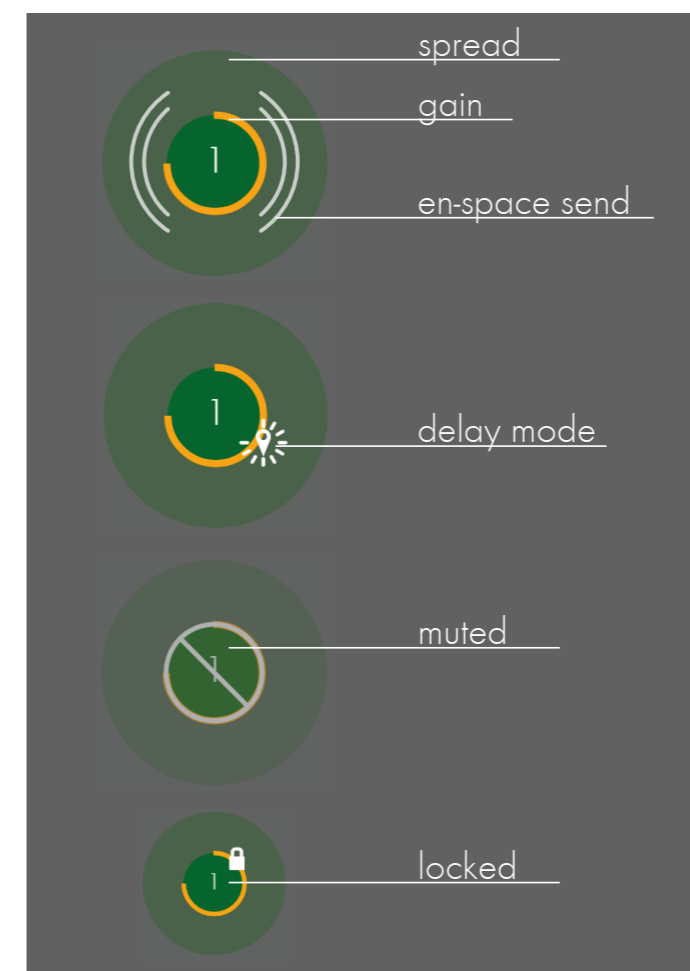 spread
gain
1
en-space send
1
delay mode
muted
1
locked
1